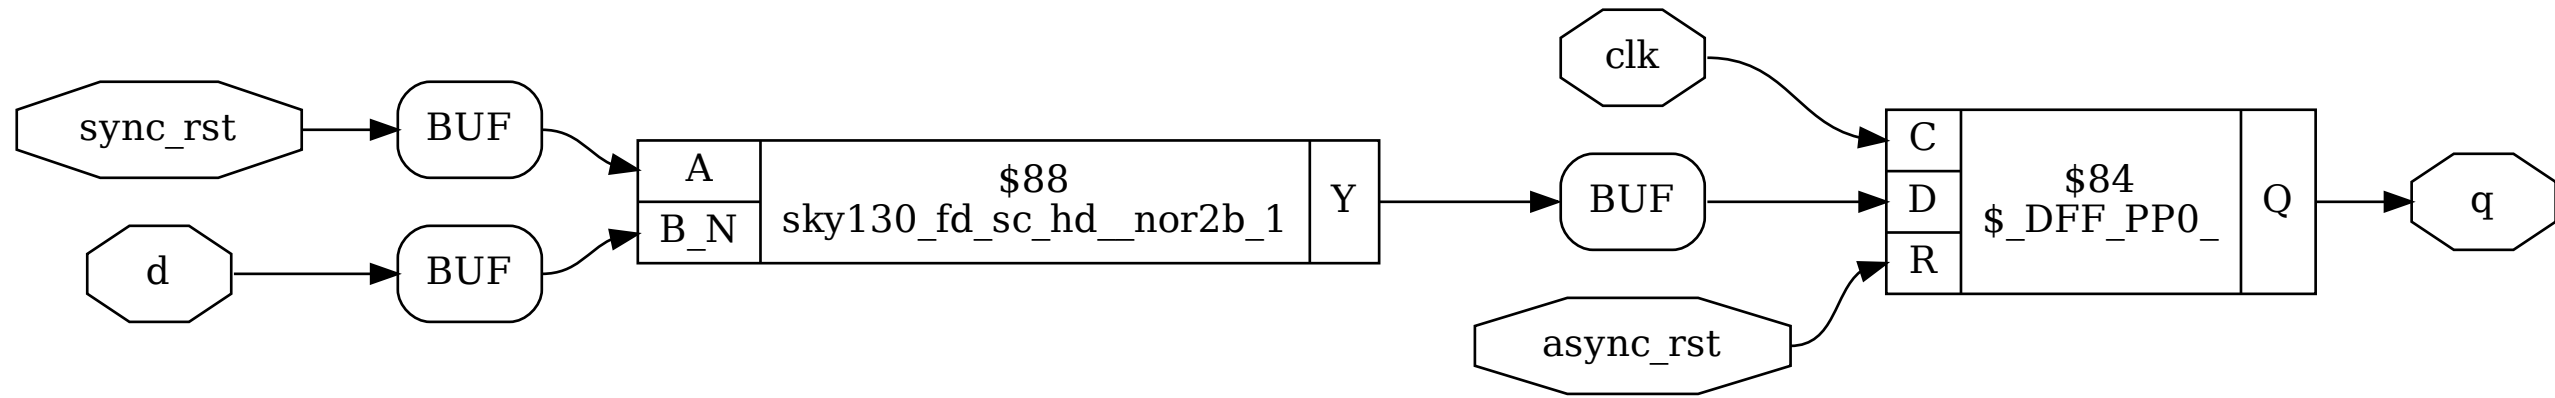 sync_rst
BUF
d
BUF
A
B_N
$88
sky130_fd_sc_hd__nor2b_1
Y
BUF
clk
async_rst
C
D
R
$84
$_DFF_PP0_
Q
q